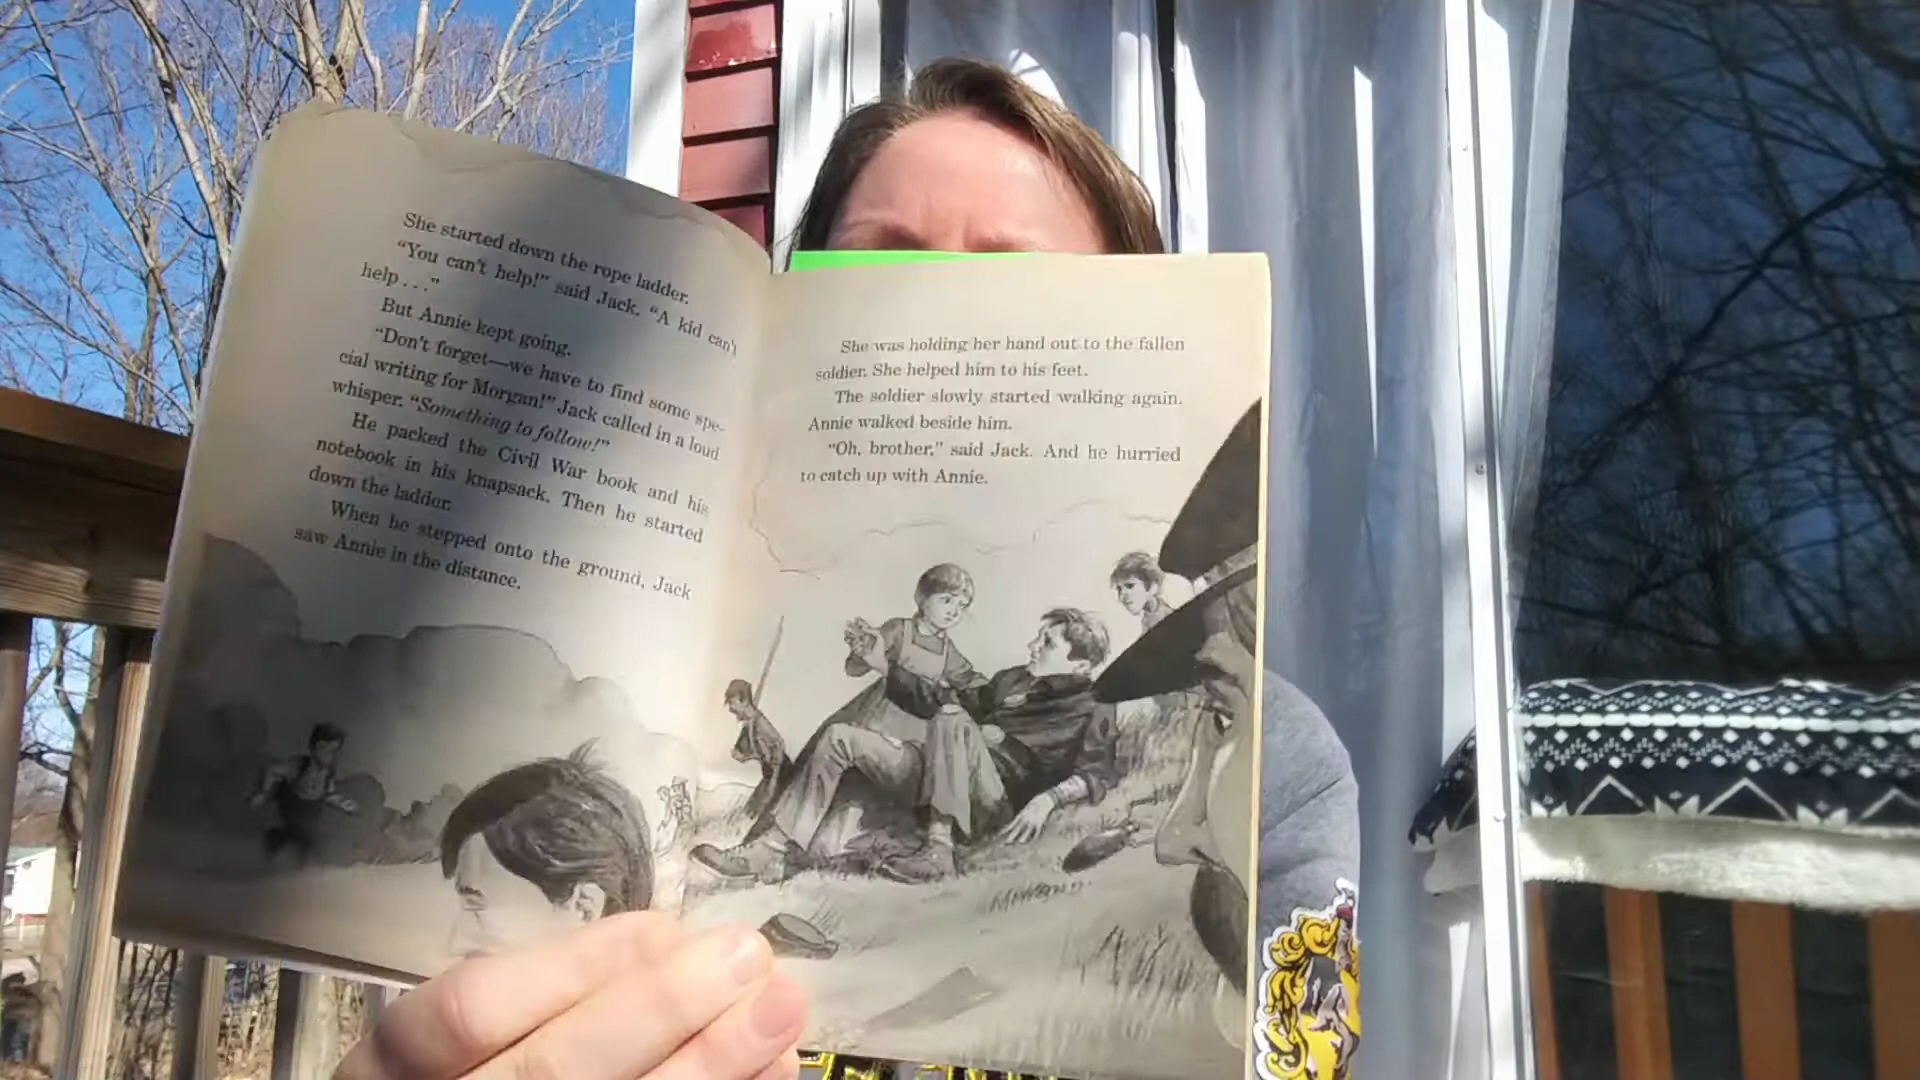 She started down the rope ladder.
“You can't help!” said Jack. “A kid can't
help . . .”
But Annie kept going.
“Don't forget—we have to find some spe-
cial writing for Morgan!” Jack called in a loud
whisper. “Something to follow!”
He packed the Civil War book and his
notebook in his knapsack. Then he started
down the ladder.
When he stepped onto the ground, Jack
saw Annie in the distance.
She was holding her hand out to the fallen
soldier. She helped him to his feet.
The soldier slowly started walking again.
Annie walked beside him.
“Oh, brother,” said Jack. And he hurried
to catch up with Annie.